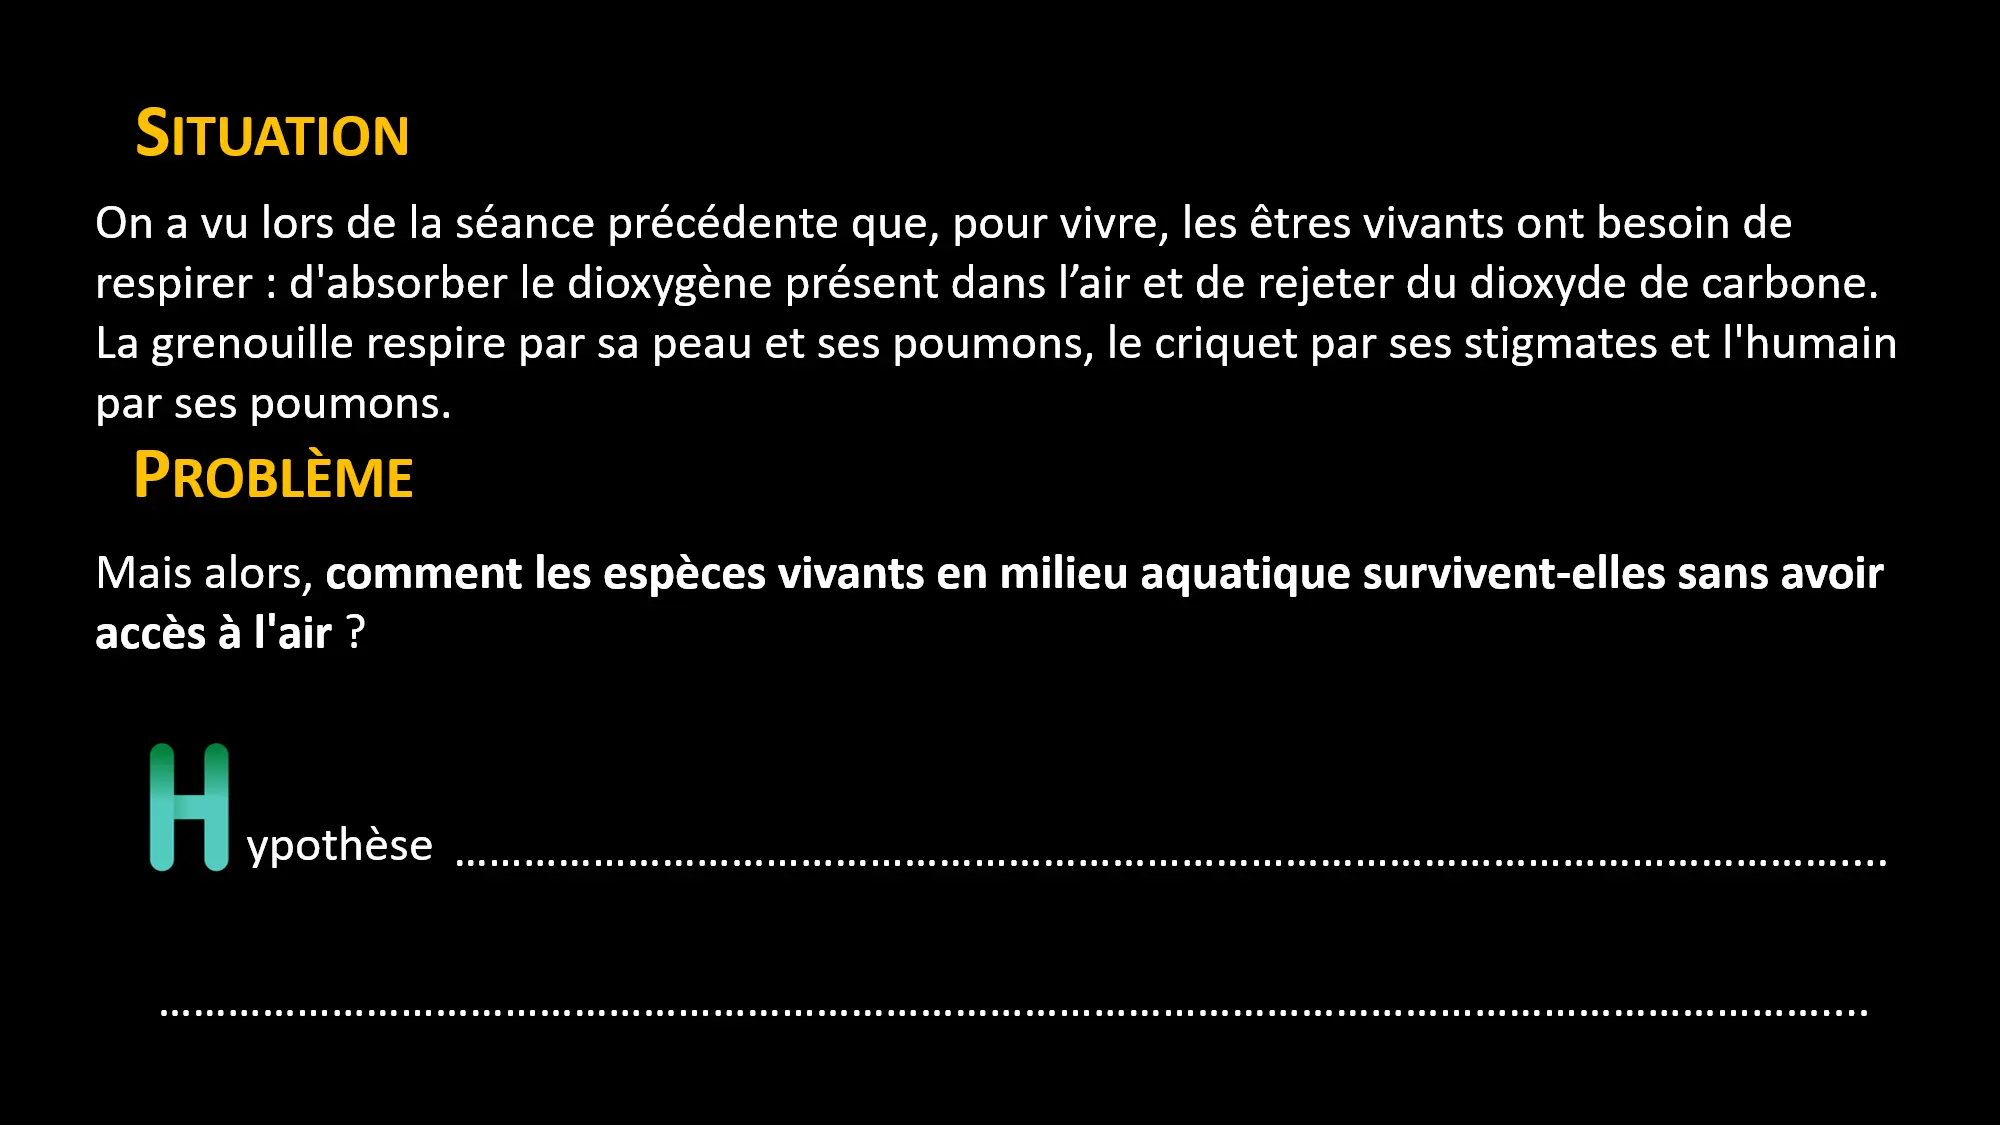 SITUATION
On a vu lors de la séance précédente que, pour vivre, les êtres vivants ont besoin de
respirer : d'absorber le dioxygène présent dans l’air et de rejeter du dioxyde de carbone.
La grenouille respire par sa peau et ses poumons, le criquet par ses stigmates et l'humain
par ses poumons.
PROBLÈME
Mais alors, comment les espèces vivants en milieu aquatique survivent-elles sans avoir
accès à l'air ?
Hypothèse ……………………………………………………………………………………………………………....
………………………………………………………………………………………………………………………………....